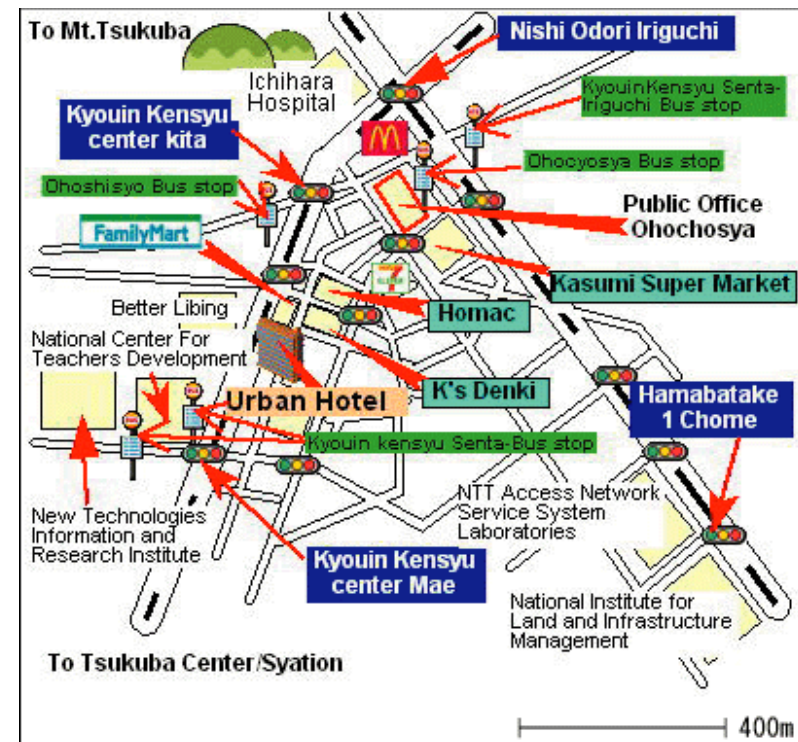 To Mt.Tsukuba
Nishi Odori Iriguchi
Ichihara
Hospital
KyouinKensyu Senta-
Iriguchi Bus stop
Kyouin Kensyu
center kita
M
Ohocyosya Bus stop
Ohoshisyo Bus stop
Public Office
Ohochosya
FamilyMart
7
Kasumi Super Market
Better Libing
Homac
National Center For
Teachers Development
K's Denki
Urban Hotel
Hamabatake
1 Chome
Kyouin kensyu Senta-Bus stop
NTT Access Network
Service System
Laboratories
New Technologies
Information and
Research Institute
Kyouin Kensyu
center Mae
National Institute for
Land and Infrastructure
Management
To Tsukuba Center/Syation
400m